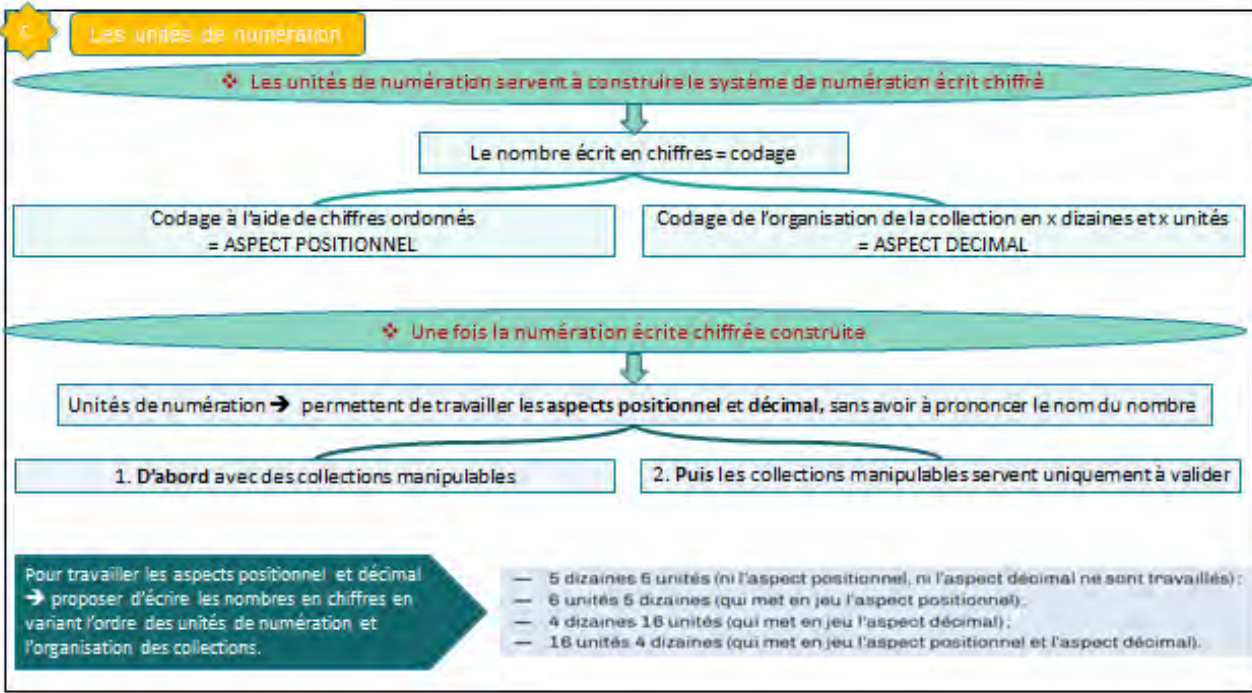 C
Les unités de numération
❖ Les unités de numération servent à construire le système de numération écrit chiffré
Le nombre écrit en chiffres = codage
Codage à l'aide de chiffres ordonnés
= ASPECT POSITIONNEL
Codage de l'organisation de la collection en x dizaines et x unités
= ASPECT DECIMAL
❖ Une fois la numération écrite chiffrée construite
Unités de numération ➔ permettent de travailler les aspects positionnel et décimal, sans avoir à prononcer le nom du nombre
1. D'abord avec des collections manipulables
2. Puis les collections manipulables servent uniquement à valider
Pour travailler les aspects positionnel et décimal
➔ proposer d'écrire les nombres en chiffres en
variant l'ordre des unités de numération et
l'organisation des collections.
— 5 dizaines 6 unités (ni l'aspect positionnel, ni l'aspect décimal ne sont travaillés) ;
— 6 unités 5 dizaines (qui met en jeu l'aspect positionnel) ;
— 4 dizaines 16 unités (qui met en jeu l'aspect décimal) ;
— 16 unités 4 dizaines (qui met en jeu l'aspect positionnel et l'aspect décimal).